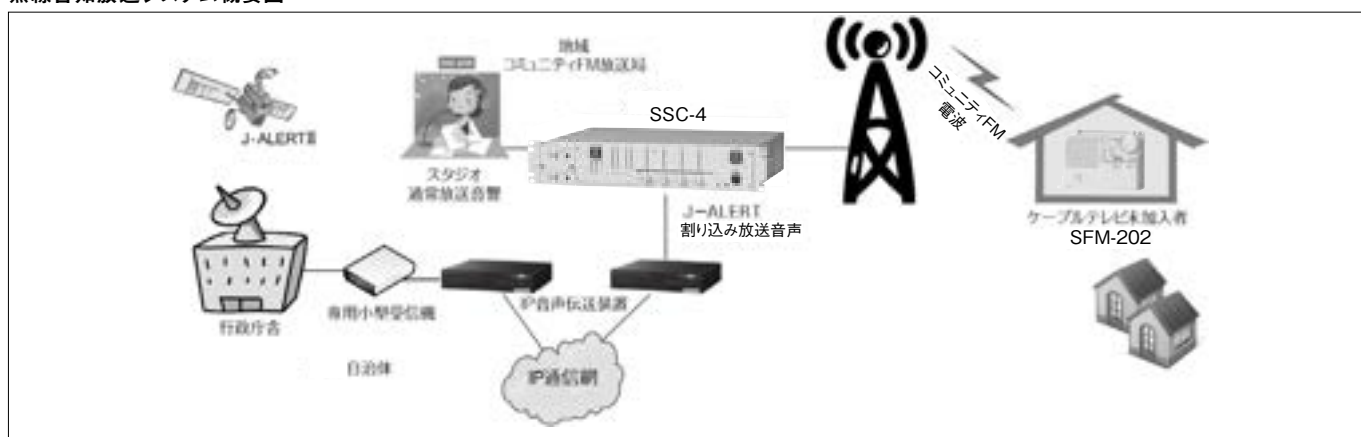 地域
コミュニティFM放送局
J-ALERTⅡ
SSC-4
コミュニティFM
電波
スタジオ
通常放送音響
J-ALERT
割り込み放送音声
ケーブルテレビ未加入者
SFM-202
行政庁舎
専用小型受信機
IP音声伝送装置
自治体
IP通信網